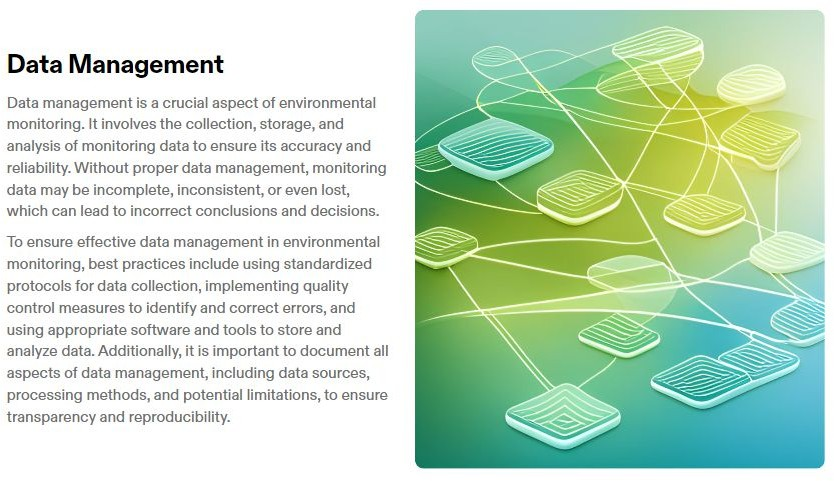 Data Management
Data management is a crucial aspect of environmental
monitoring. It involves the collection, storage, and
analysis of monitoring data to ensure its accuracy and
reliability. Without proper data management, monitoring
data may be incomplete, inconsistent, or even lost,
which can lead to incorrect conclusions and decisions.
To ensure effective data management in environmental
monitoring, best practices include using standardized
protocols for data collection, implementing quality
control measures to identify and correct errors, and
using appropriate software and tools to store and
analyze data. Additionally, it is important to document all
aspects of data management, including data sources,
processing methods, and potential limitations, to ensure
transparency and reproducibility.